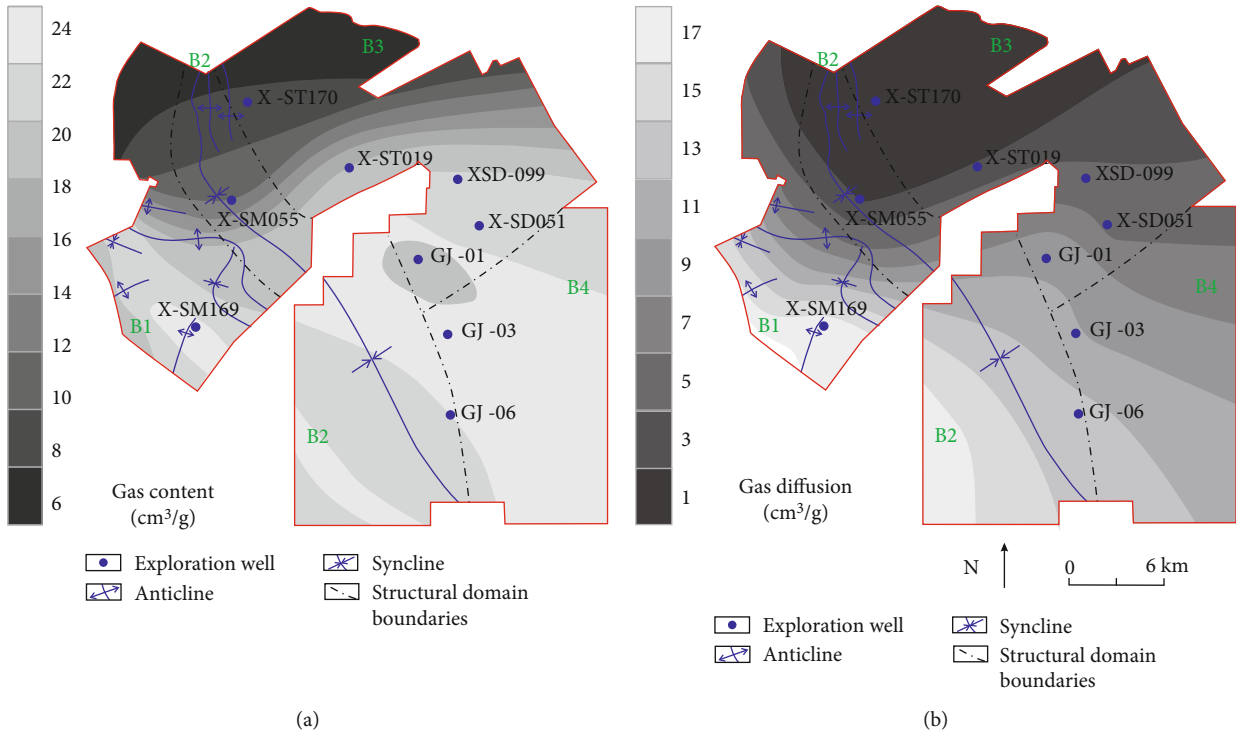 24
22
20
18
16
14
12
10
8
6
B2
B3
X -ST170
X-ST019
XSD-099
X-SM055
X-SD051
GJ -01
B4
X-SM169
B1
GJ -03
GJ -06
B2
Gas content
(cm³/g)
Exploration well
Syncline
Anticline
Structural domain
boundaries
(a)
17
15
13
11
9
7
5
3
1
B2
B3
X-ST170
X-ST019
XSD-099
X-SM055
X-SD051
GJ -01
B4
X-SM169
B1
GJ -03
GJ -06
B2
Gas diffusion
(cm³/g)
N
0
6 km
Exploration well
Syncline
Anticline
Structural domain
boundaries
(b)